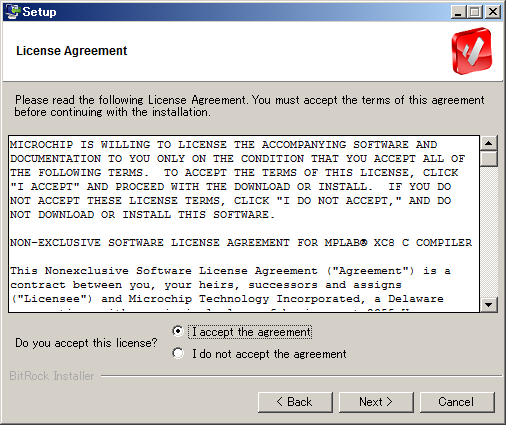 Setup
License Agreement
Please read the following License Agreement. You must accept the terms of this agreement
before continuing with the installation.
MICROCHIP IS WILLING TO LICENSE THE ACCOMPANYING SOFTWARE AND
DOCUMENTATION TO YOU ONLY ON THE CONDITION THAT YOU ACCEPT ALL OF
THE FOLLOWING TERMS.  TO ACCEPT THE TERMS OF THIS LICENSE, CLICK
"I ACCEPT" AND PROCEED WITH THE DOWNLOAD OR INSTALL.  IF YOU DO
NOT ACCEPT THESE LICENSE TERMS, CLICK "I DO NOT ACCEPT," AND DO
NOT DOWNLOAD OR INSTALL THIS SOFTWARE.
NON-EXCLUSIVE SOFTWARE LICENSE AGREEMENT FOR MPLAB® XC8 C COMPILER
This Nonexclusive Software License Agreement ("Agreement") is a
contract between you, your heirs, successors and assigns
("Licensee") and Microchip Technology Incorporated, a Delaware
Do you accept this license?
I accept the agreement
I do not accept the agreement
BitRock Installer
< Back
Next >
Cancel